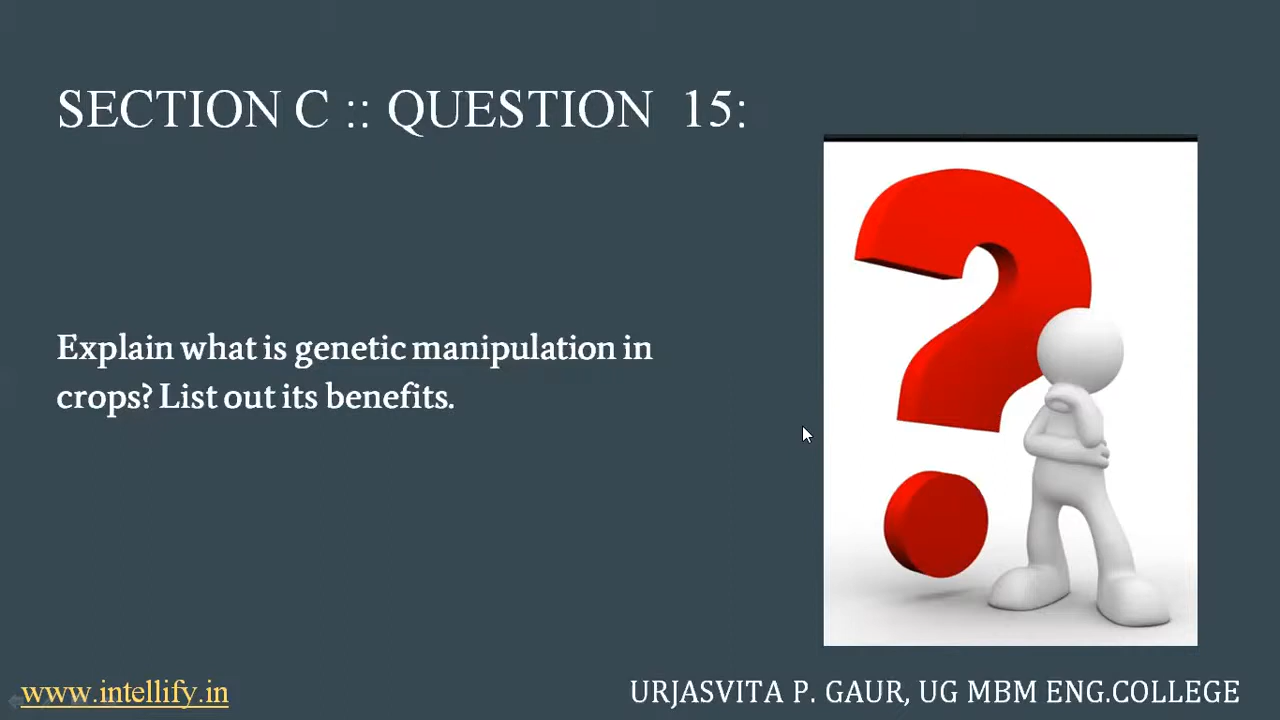 SECTION C :: QUESTION 15:
Explain what is genetic manipulation in
crops? List out its benefits.
www.intellify.in
URJASVITA P. GAUR, UG MBM ENG.COLLEGE